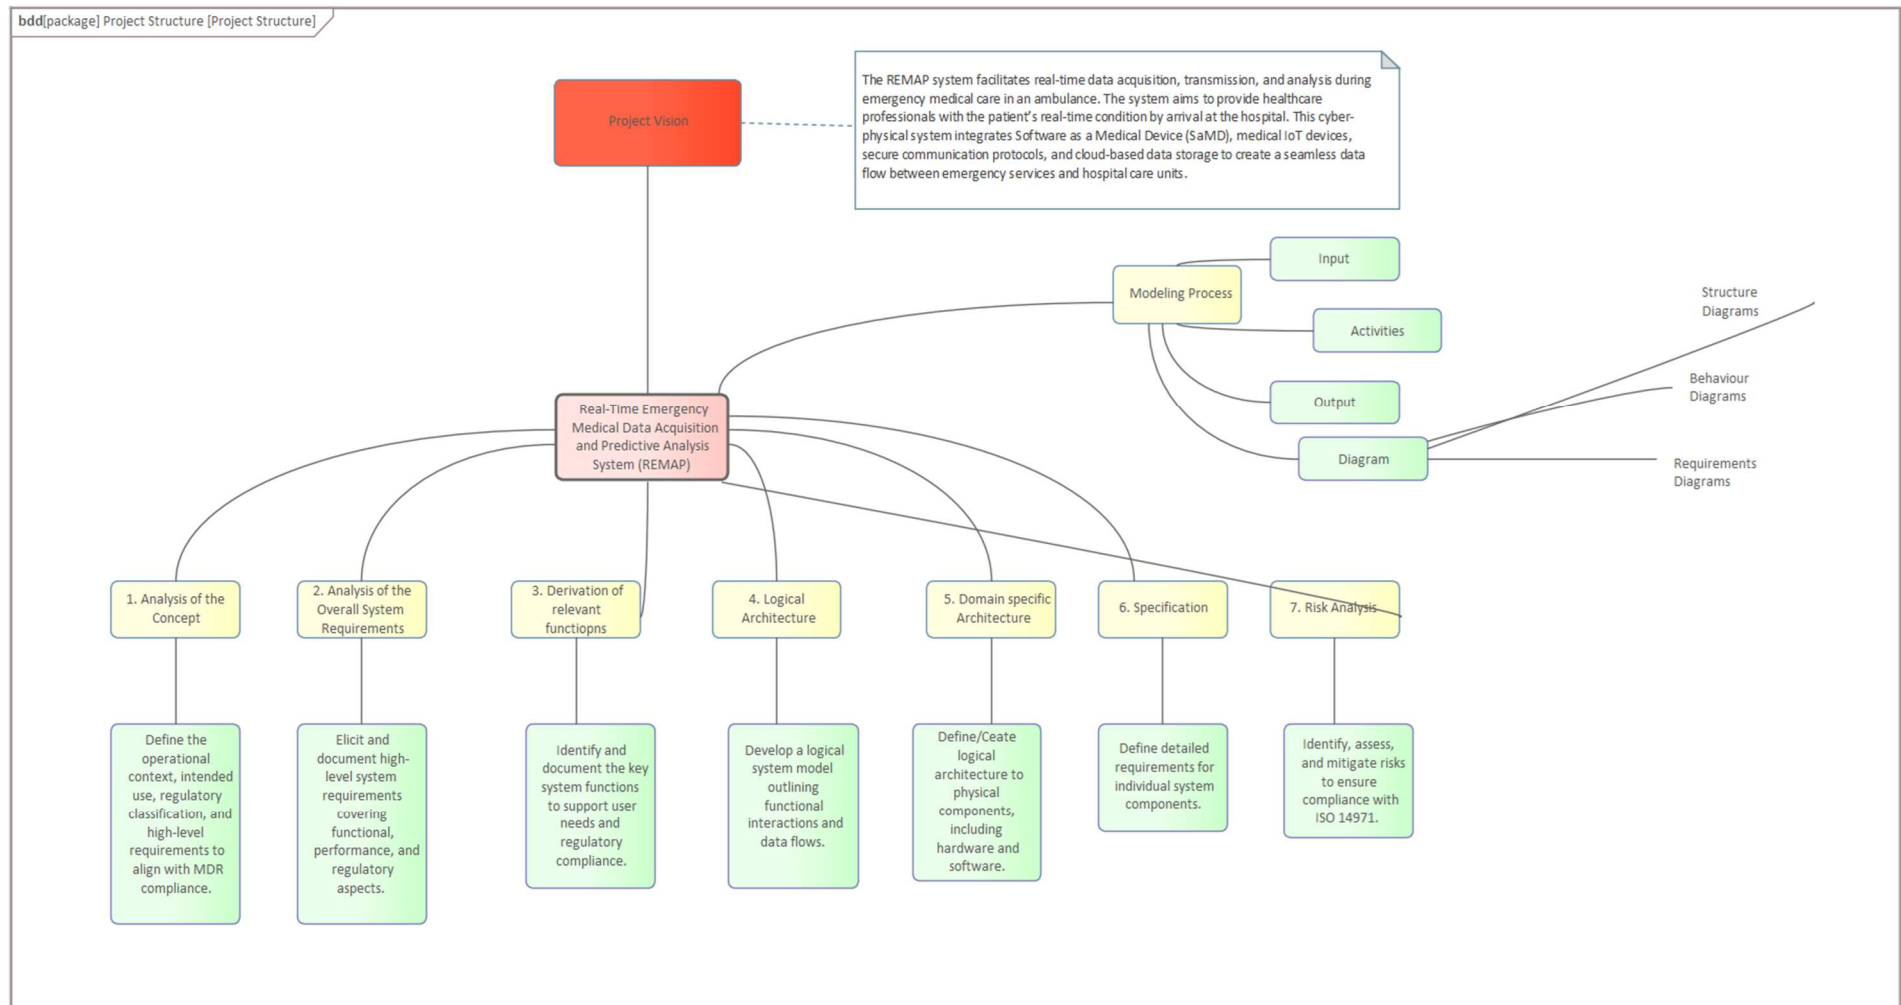 bdd[package] Project Structure [Project Structure]
Project Vision
The REMAP system facilitates real-time data acquisition, transmission, and analysis during
emergency medical care in an ambulance. The system aims to provide healthcare
professionals with the patient's real-time condition by arrival at the hospital. This cyber-
physical system integrates Software as a Medical Device (SaMD), medical IoT devices,
secure communication protocols, and cloud-based data storage to create a seamless data
flow between emergency services and hospital care units.
Modeling Process
Input
Activities
Output
Diagram
Structure
Diagrams
Behaviour
Diagrams
Requirements
Diagrams
Real-Time Emergency
Medical Data Acquisition
and Predictive Analysis
System (REMAP)
1. Analysis of the
Concept
2. Analysis of the
Overall System
Requirements
3. Derivation of
relevant
functiopns
4. Logical
Architecture
5. Domain specific
Architecture
6. Specification
7. Risk Analysis
Define the
operational
context, intended
use, regulatory
classification, and
high-level
requirements to
align with MDR
compliance.
Elicit and
document high-
level system
requirements
covering
functional,
performance, and
regulatory
aspects.
Identify and
document the key
system functions
to support user
needs and
regulatory
compliance.
Develop a logical
system model
outlining
functional
interactions and
data flows.
Define/Ceate
logical
architecture to
physical
components,
including
hardware and
software.
Define detailed
requirements for
individual system
components.
Identify, assess,
and mitigate risks
to ensure
compliance with
ISO 14971.